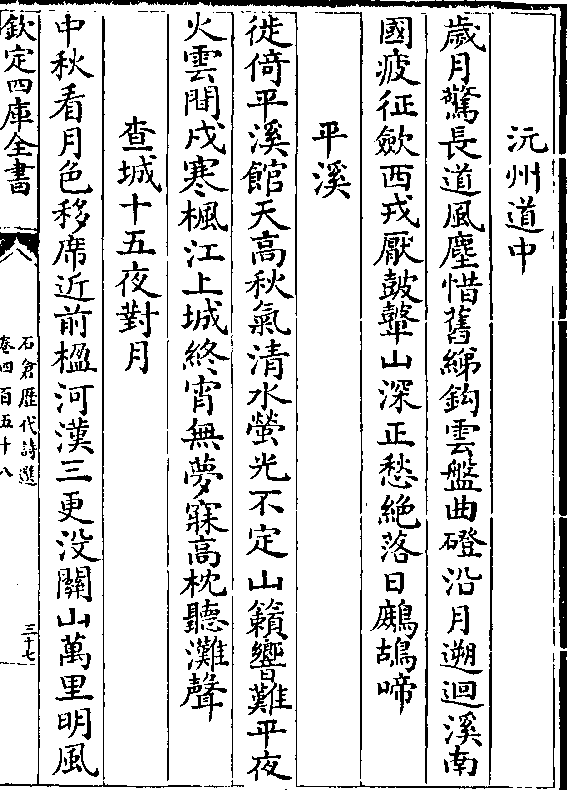 沅州道中
歲月驚長道風塵惜舊綈鈎雲盤曲磴沿月遡迴溪南
國疲征歛西戎厭鼓鼙山深正愁絶落日鷓鴣啼
平溪
徙倚平溪館天高秋氣清水螢光不定山籟響難平夜
火雲間戍寒楓江上城終宵無夢寐高枕聽灘聲
查城十五夜對月
中秋看月色移席近前楹河漢三更没關山萬里明風
欽定四庫全書
石倉歴代詩選
卷四百五十八
三十七